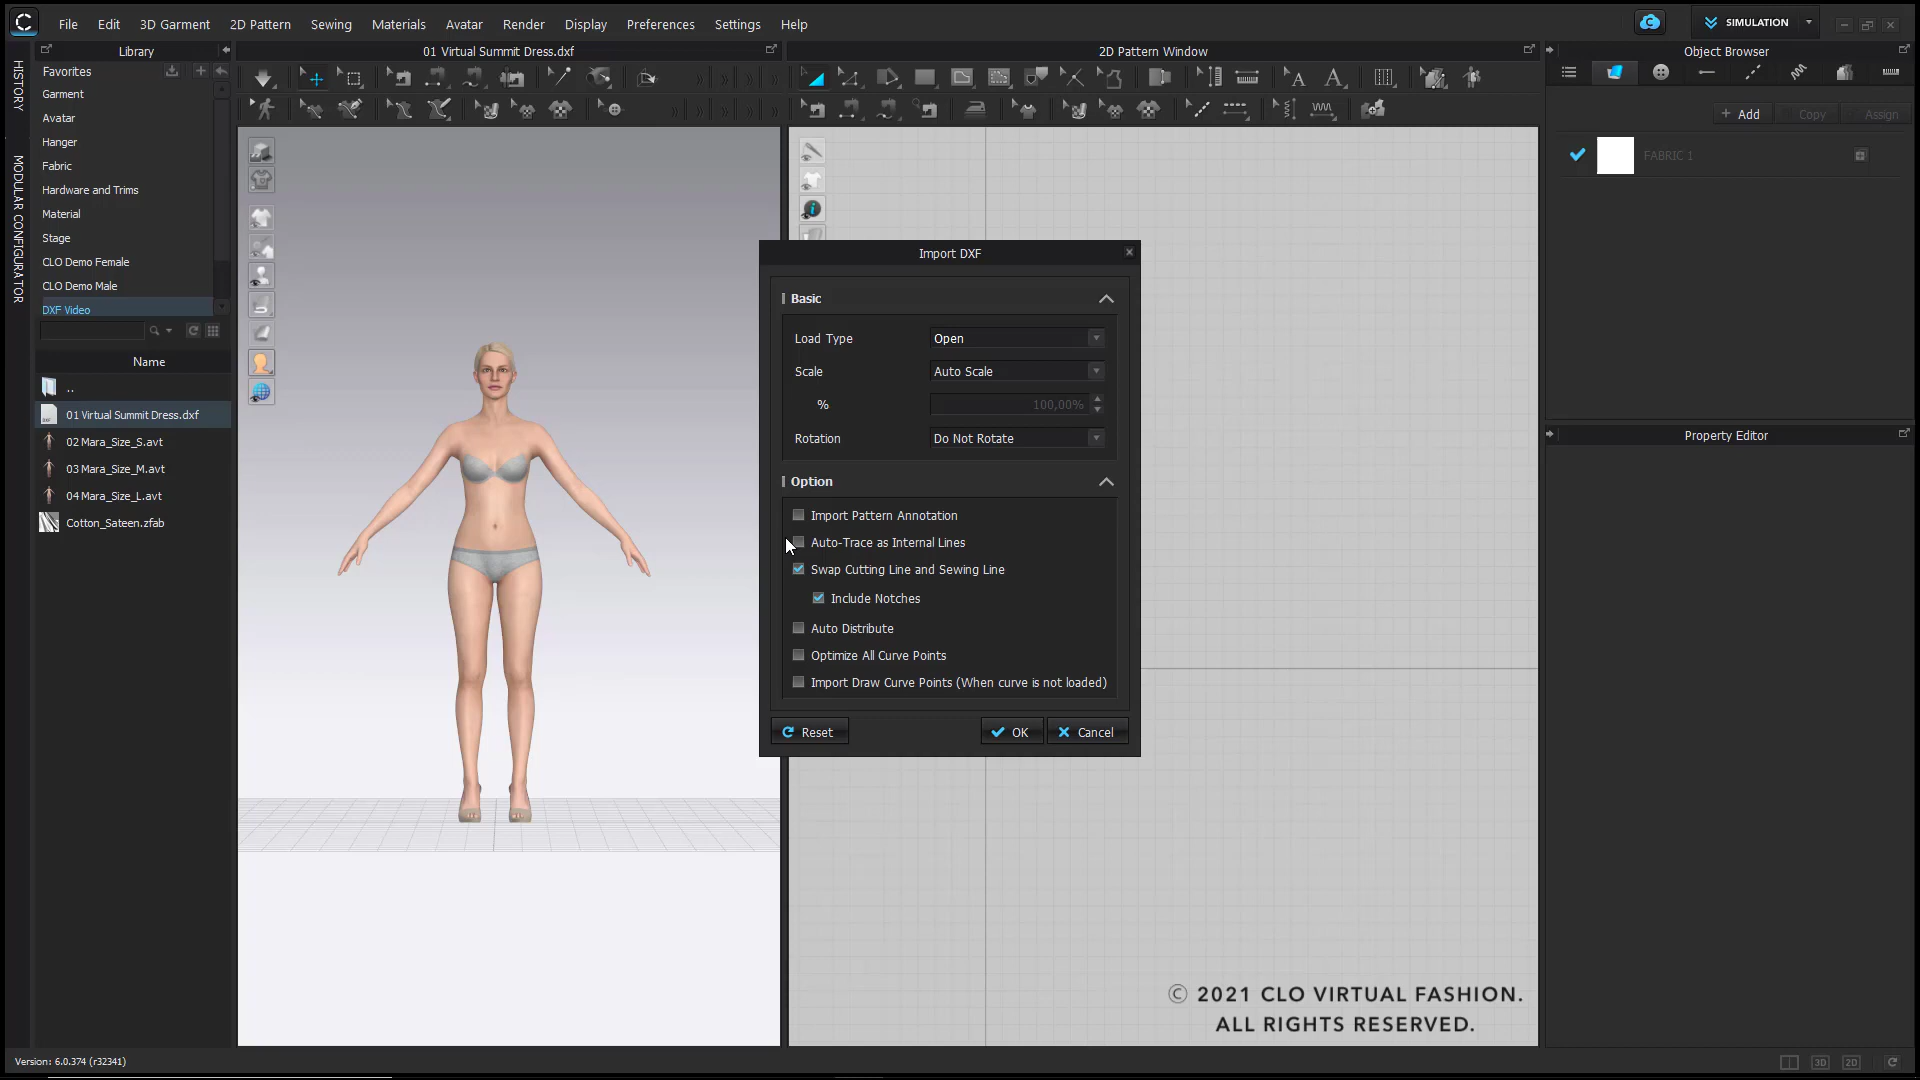 File Edit 3D Garment 2D Pattern Sewing Materials Avatar Render Display Preferences Settings Help
SIMULATION
HISTORY
MODULAR CONFIGURATOR
Library
Favorites
Garment
Avatar
Hanger
Fabric
Hardware and Trims
Material
Stage
CLO Demo Female
CLO Demo Male
DXF Video
Name
..
01 Virtual Summit Dress.dxf
02 Mara_Size_S.avt
03 Mara_Size_M.avt
04 Mara_Size_L.avt
Cotton_Sateen.zfab
01 Virtual Summit Dress.dxf
2D Pattern Window
Import DXF
Basic
Load Type Open
Scale Auto Scale
% 100,00%
Rotation Do Not Rotate
Option
Import Pattern Annotation
Auto-Trace as Internal Lines
Swap Cutting Line and Sewing Line
Include Notches
Auto Distribute
Optimize All Curve Points
Import Draw Curve Points (When curve is not loaded)
Reset OK Cancel
Object Browser
+ Add Copy Assign
FABRIC 1
Property Editor
© 2021 CLO VIRTUAL FASHION.
ALL RIGHTS RESERVED.
Version: 6.0.374 (r32341)
3D 2D